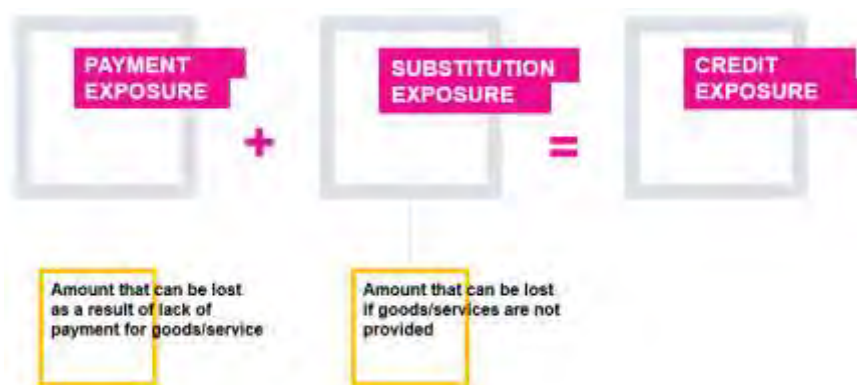 PAYMENT
EXPOSURE
+
SUBSTITUTION
EXPOSURE
=
CREDIT
EXPOSURE
Amount that can be lost
as a result of lack of
payment for goods/service
Amount that can be lost
if goods/services are not
provided